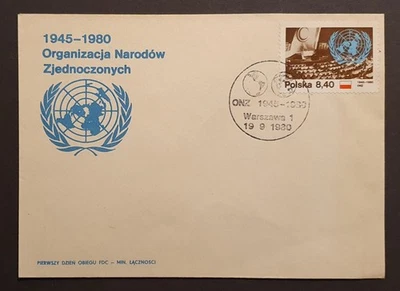 1945-1980
Organizacja Narodów
Zjednoczonych
Polska 8,40
ONZ 1945-1980
Warszawa 1
19 9 1980
PIERWSZY DZIEŃ OBIEGU FDC — MIN. ŁĄCZNOŚCI